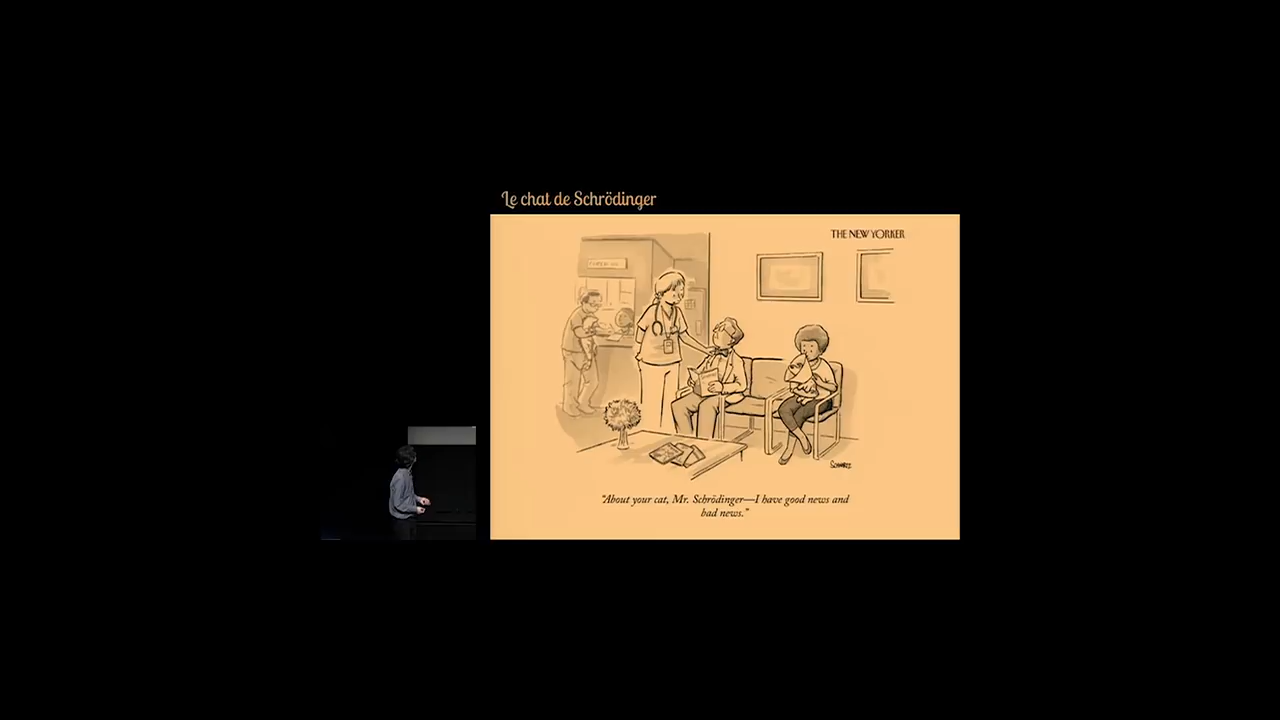 Le chat de Schrödinger
THE NEW YORKER
"About your cat, Mr. Schrödinger—I have good news and
bad news."